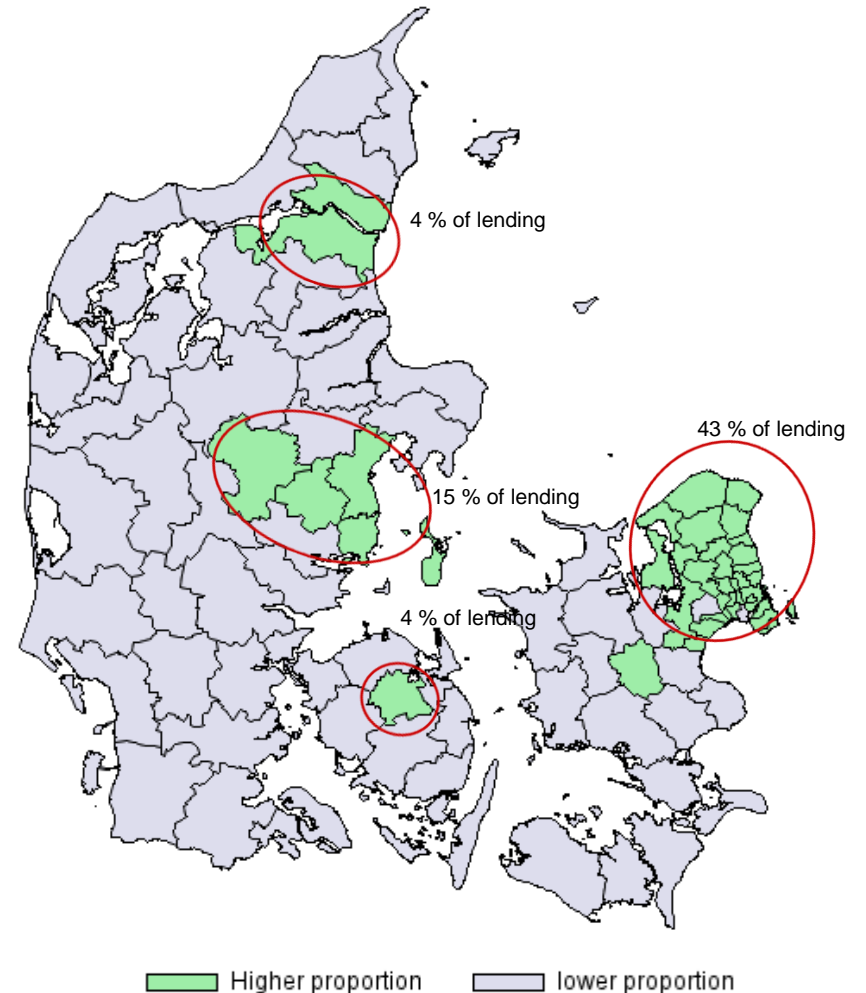 4 % of lending
43 % of lending
15 % of lending
4 % of lending
Higher proportion
lower proportion